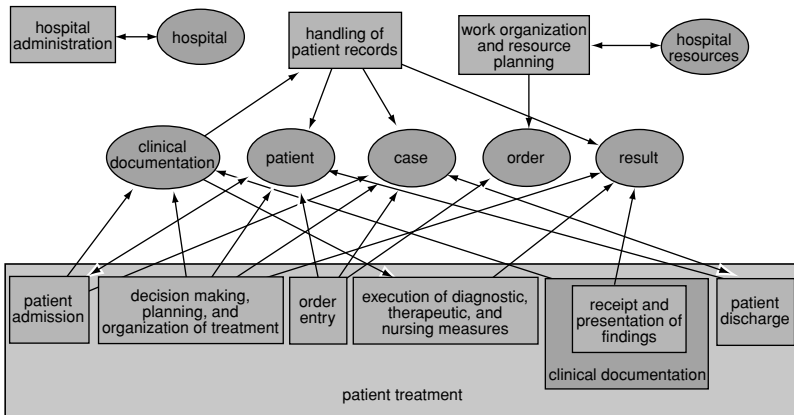 hospital
administration
hospital
handling of
patient records
work organization
and resource
planning
hospital
resources
clinical
documentation
patient
case
order
result
patient
admission
decision making,
planning, and
organization of treatment
order
entry
execution of diagnostic,
therapeutic, and
nursing measures
receipt and
presentation of
findings
clinical documentation
patient
discharge
patient treatment